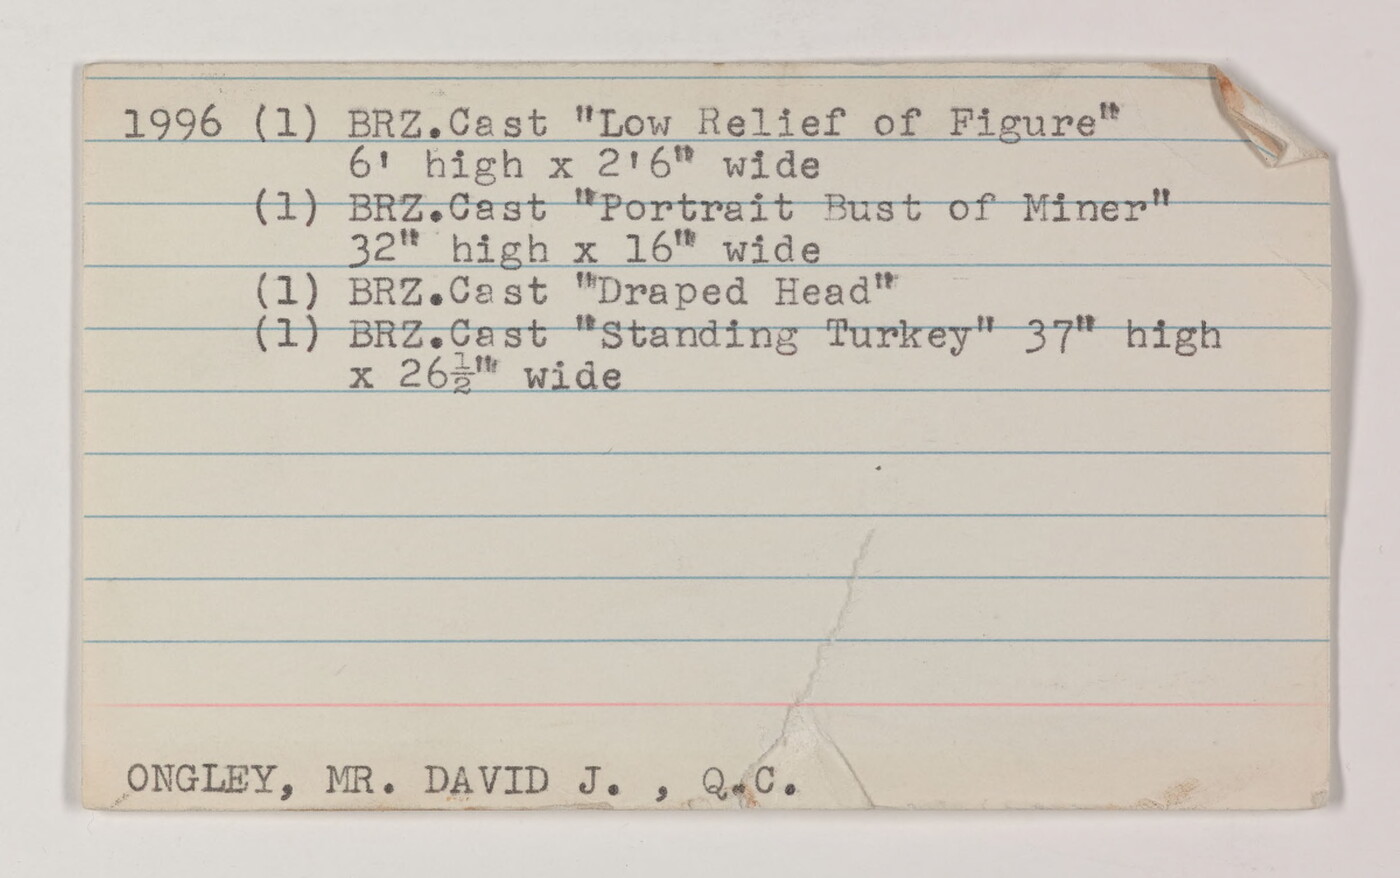 1996 (1) BRZ.Cast "Low Relief of Figure"
6' high x 2'6" wide
(1) BRZ.Cast "Portrait Bust of Miner"
32" high x 16" wide
(1) BRZ.Cast "Draped Head"
(1) BRZ.Cast "Standing Turkey" 37" high
x 26½" wide
ONGLEY, MR. DAVID J. , Q.C.